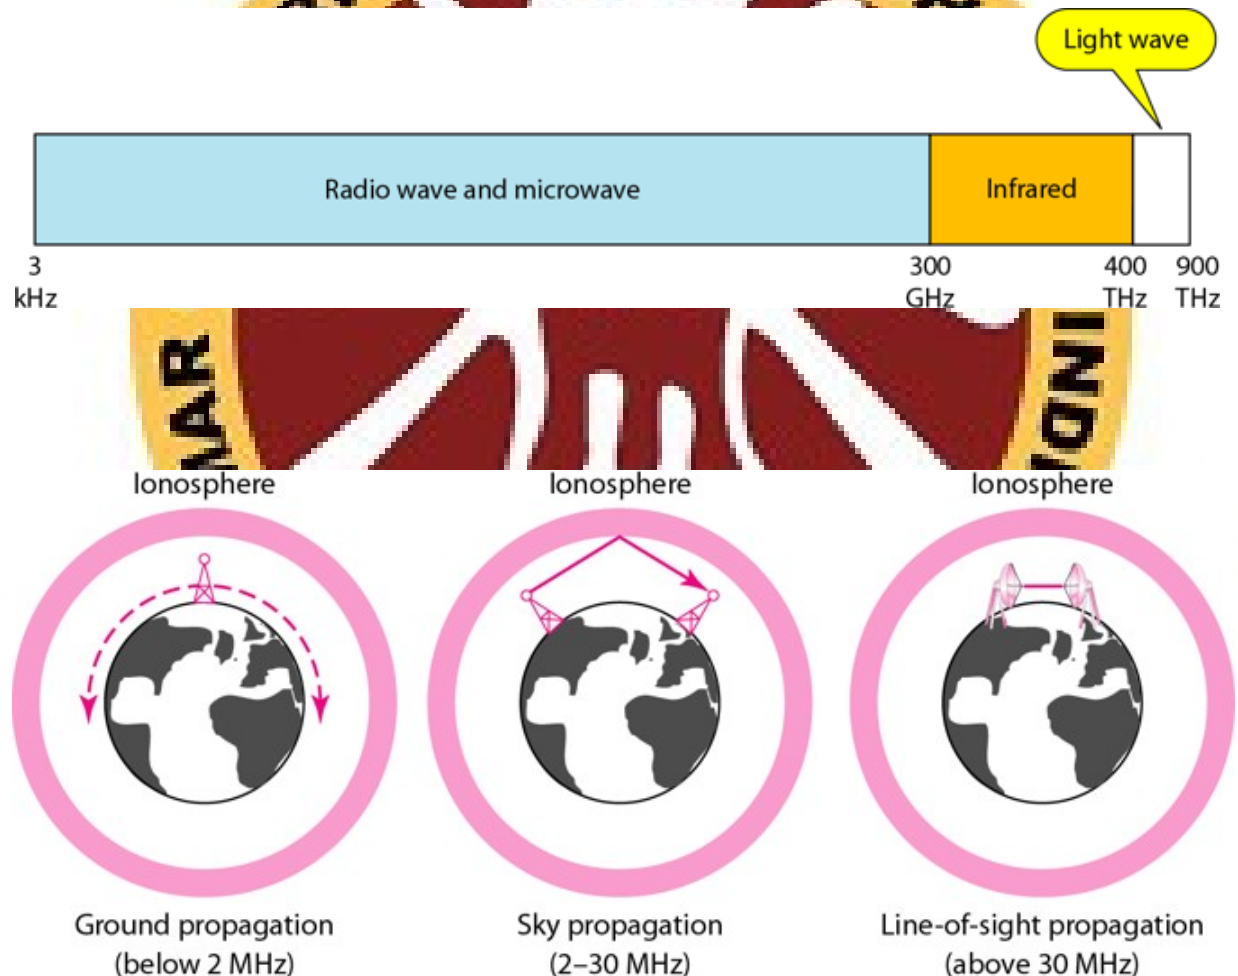 Light wave
Radio wave and microwave
Infrared
3 kHz
300 GHz
400 THz
900 THz
MAR
Ionosphere
Ionosphere
Ionosphere
Ground propagation
(below 2 MHz)
Sky propagation
(2–30 MHz)
Line-of-sight propagation
(above 30 MHz)